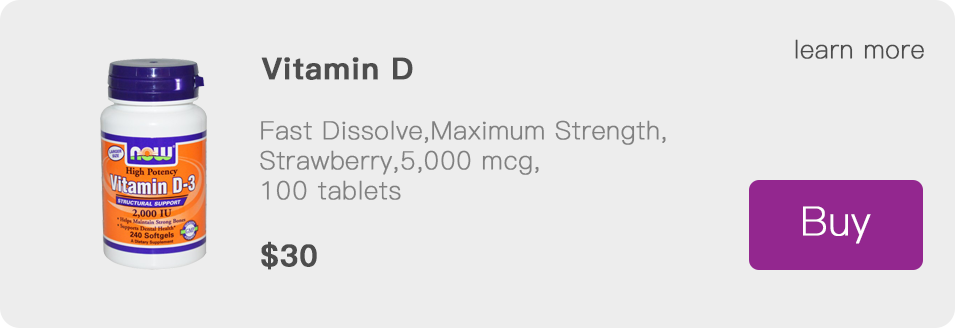 learn more
Vitamin D
Fast Dissolve,Maximum Strength,
Strawberry,5,000 mcg,
100 tablets
$30
Buy
NOW
High Potency
Vitamin D-3
STRUCTURAL SUPPORT
2,000 IU
• Helps Maintain Strong Bones
• Supports Dental Health*
240 Softgels
A Dietary Supplement